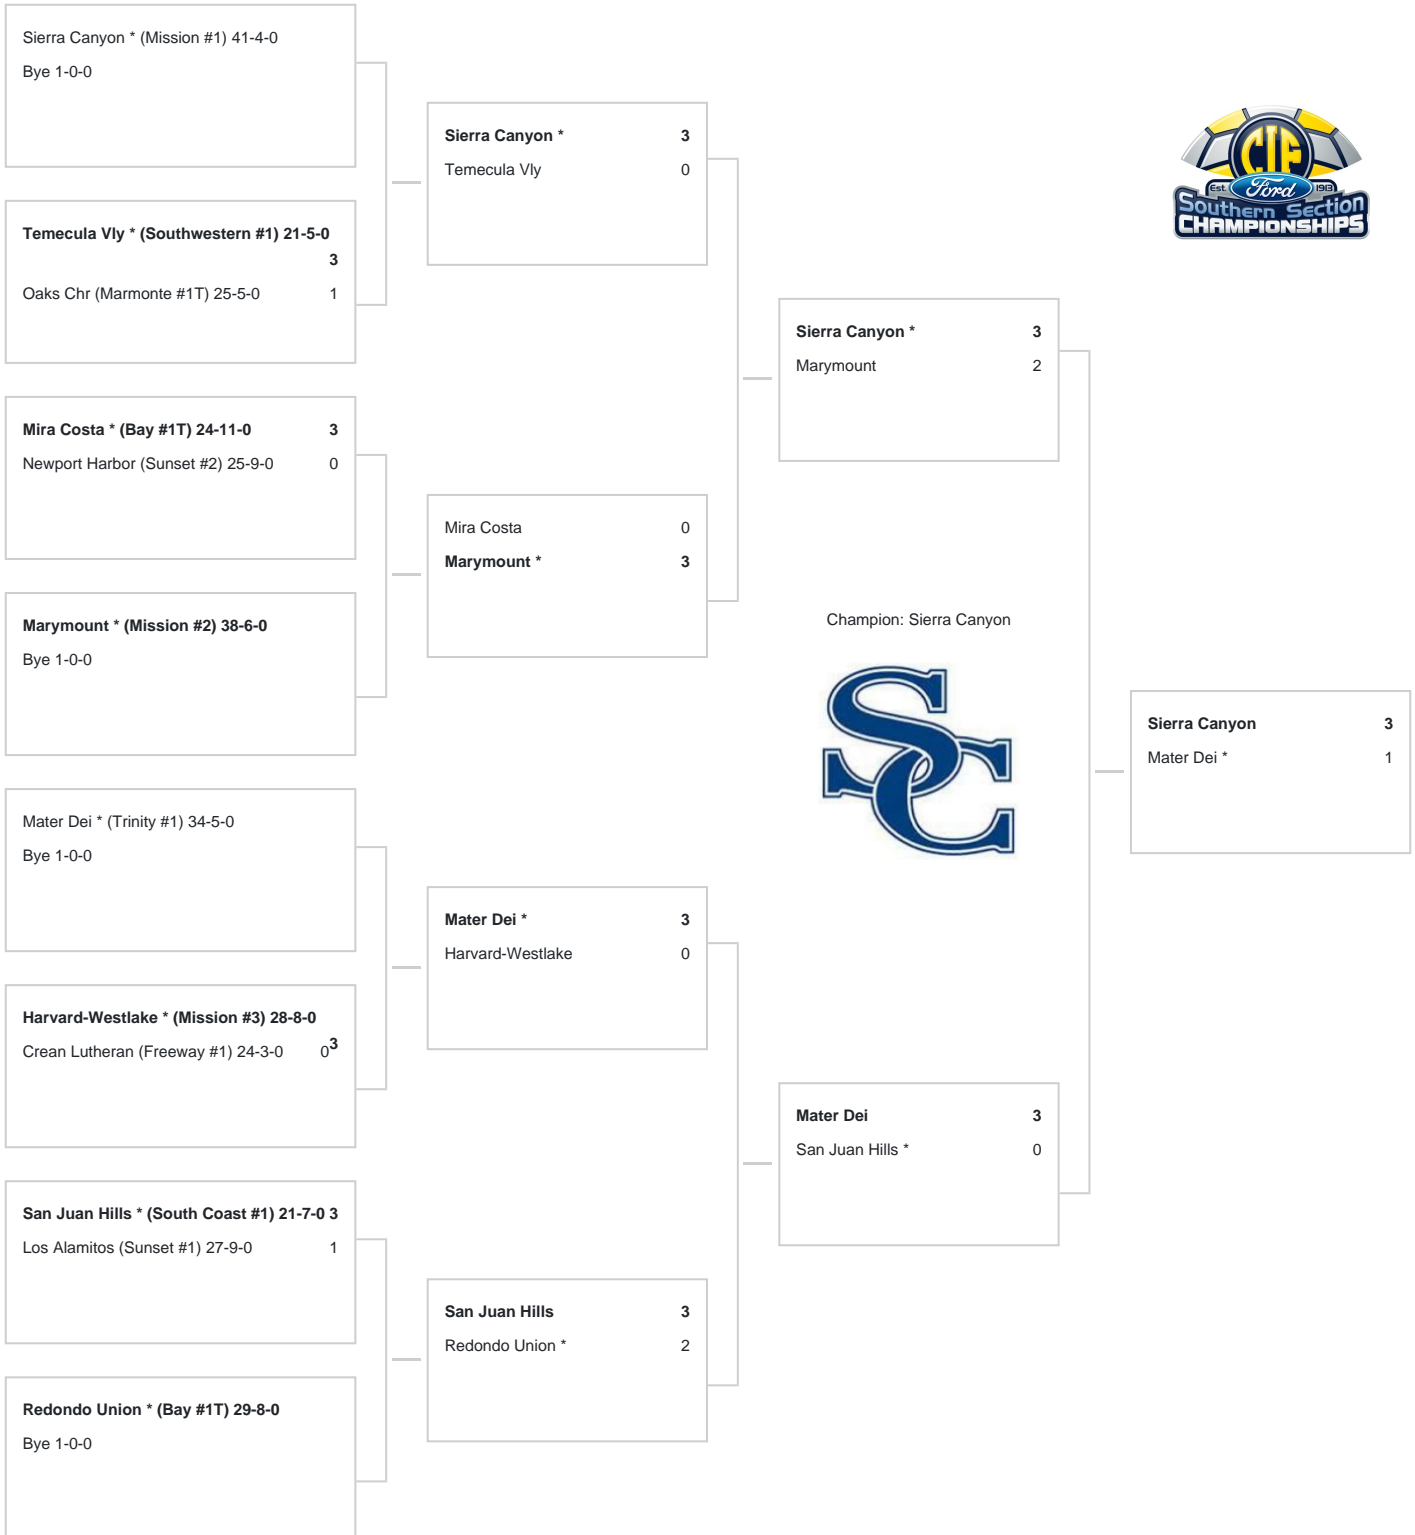 Sierra Canyon * (Mission #1) 41-4-0
Bye 1-0-0
Temecula Vly * (Southwestern #1) 21-5-0
3
Oaks Chr (Marmonte #1T) 25-5-0 1
Mira Costa * (Bay #1T) 24-11-0 3
Newport Harbor (Sunset #2) 25-9-0 0
Marymount * (Mission #2) 38-6-0
Bye 1-0-0
Mater Dei * (Trinity #1) 34-5-0
Bye 1-0-0
Harvard-Westlake * (Mission #3) 28-8-0
3
Crean Lutheran (Freeway #1) 24-3-0 0
San Juan Hills * (South Coast #1) 21-7-0 3
Los Alamitos (Sunset #1) 27-9-0 1
Redondo Union * (Bay #1T) 29-8-0
Bye 1-0-0
Sierra Canyon * 3
Temecula Vly 0
Mira Costa 0
Marymount * 3
Mater Dei * 3
Harvard-Westlake 0
San Juan Hills 3
Redondo Union * 2
Sierra Canyon * 3
Marymount 2
Mater Dei 3
San Juan Hills * 0
Champion: Sierra Canyon
SC
Sierra Canyon 3
Mater Dei * 1
CIF
Est. Ford 1913
Southern Section
CHAMPIONSHIPS